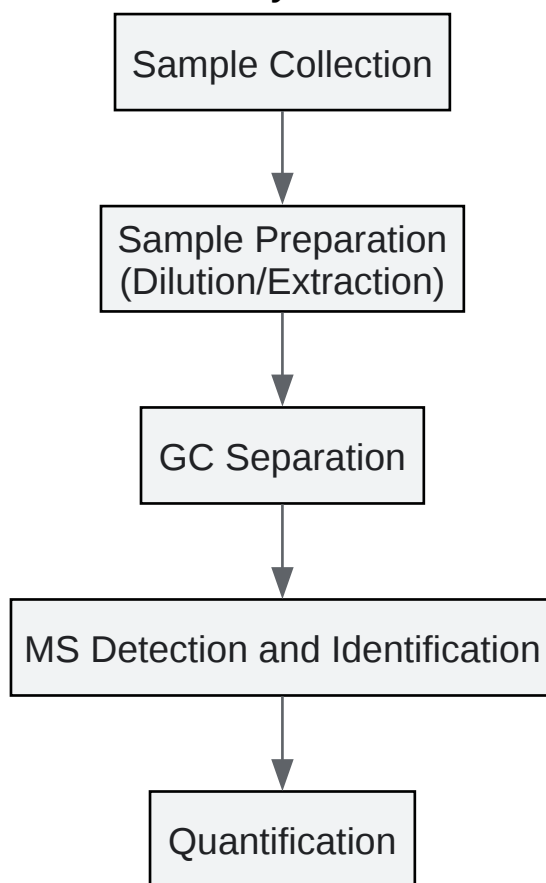 Sample Collection
Sample Preparation
(Dilution/Extraction)
GC Separation
MS Detection and Identification
Quantification